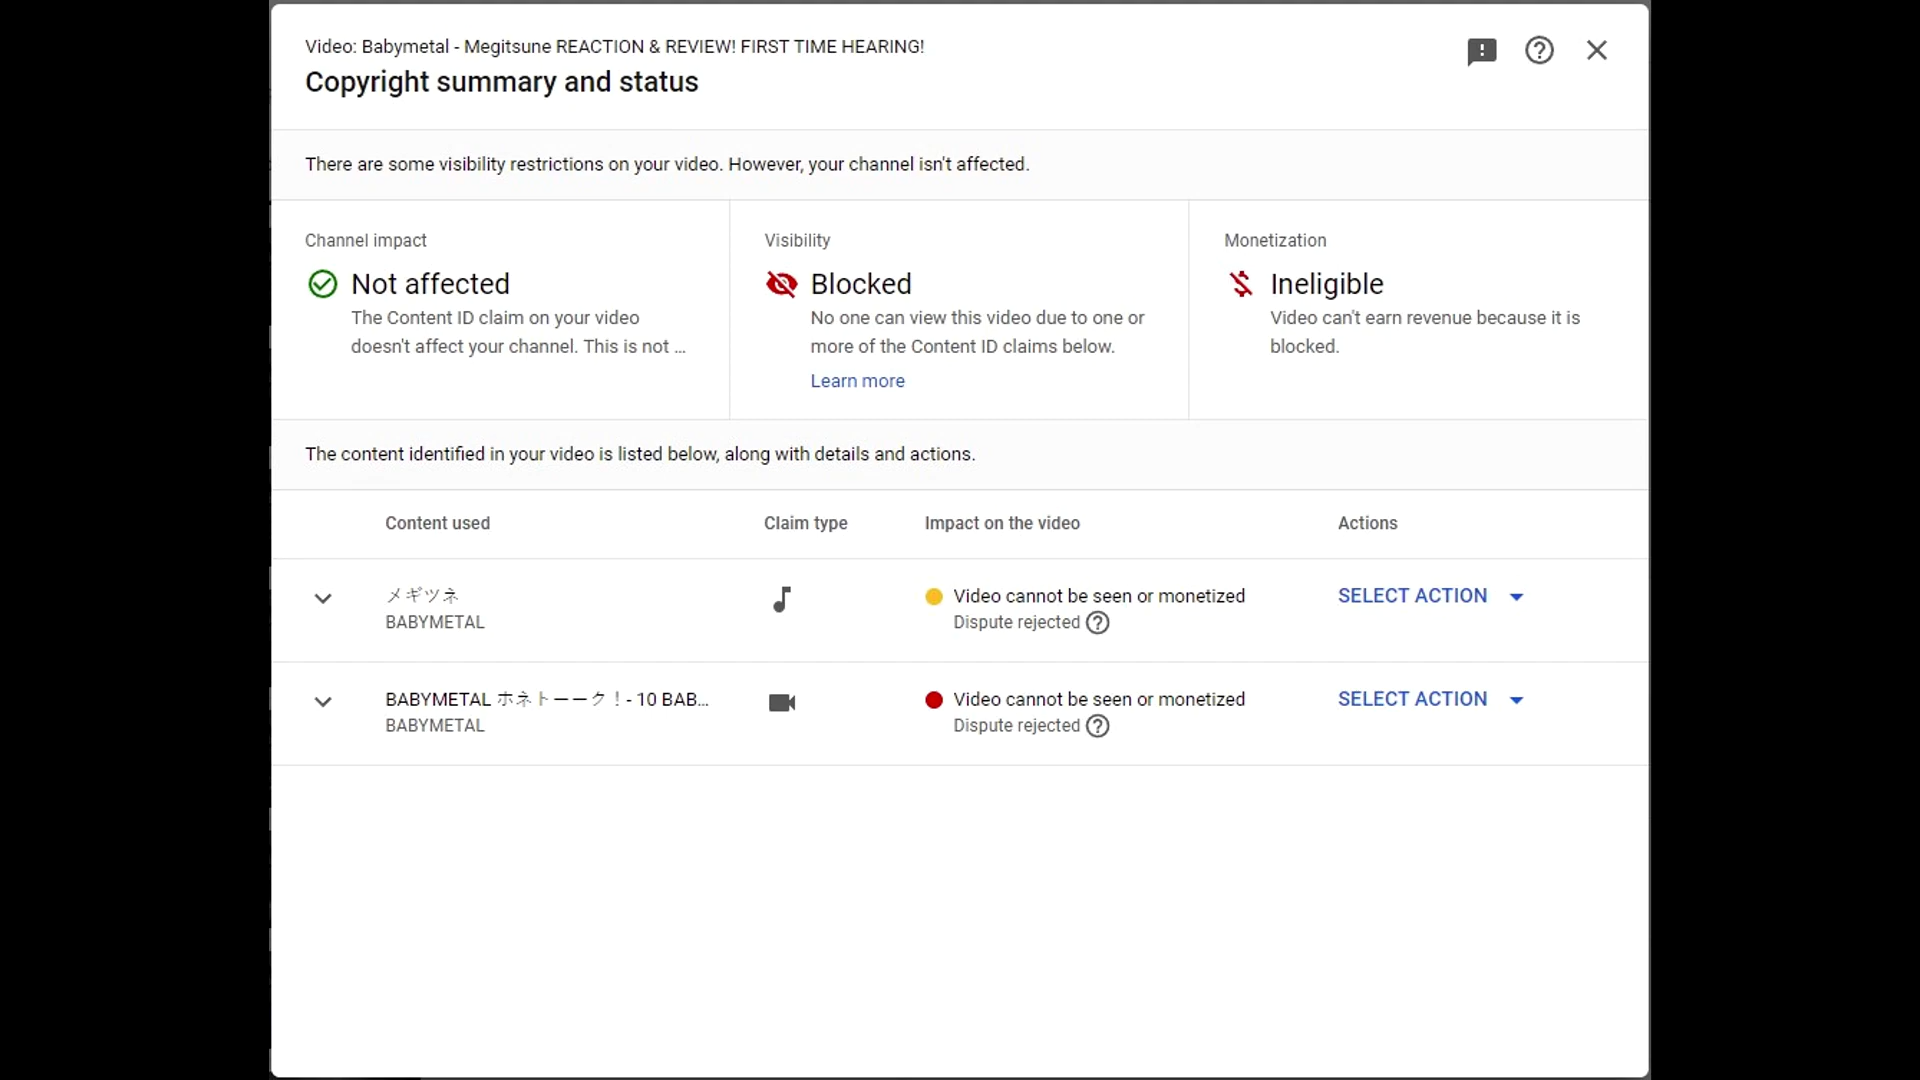 Video: Babymetal - Megitsune REACTION & REVIEW! FIRST TIME HEARING!
Copyright summary and status
There are some visibility restrictions on your video. However, your channel isn't affected.
Channel impact
Not affected
The Content ID claim on your video
doesn't affect your channel. This is not ...
Visibility
Blocked
No one can view this video due to one or
more of the Content ID claims below.
Learn more
Monetization
Ineligible
Video can't earn revenue because it is
blocked.
The content identified in your video is listed below, along with details and actions.
Content used
Claim type
Impact on the video
Actions
メギツネ
BABYMETAL
Video cannot be seen or monetized
Dispute rejected
SELECT ACTION
BABYMETAL ホネトーーク！- 10 BAB...
BABYMETAL
Video cannot be seen or monetized
Dispute rejected
SELECT ACTION